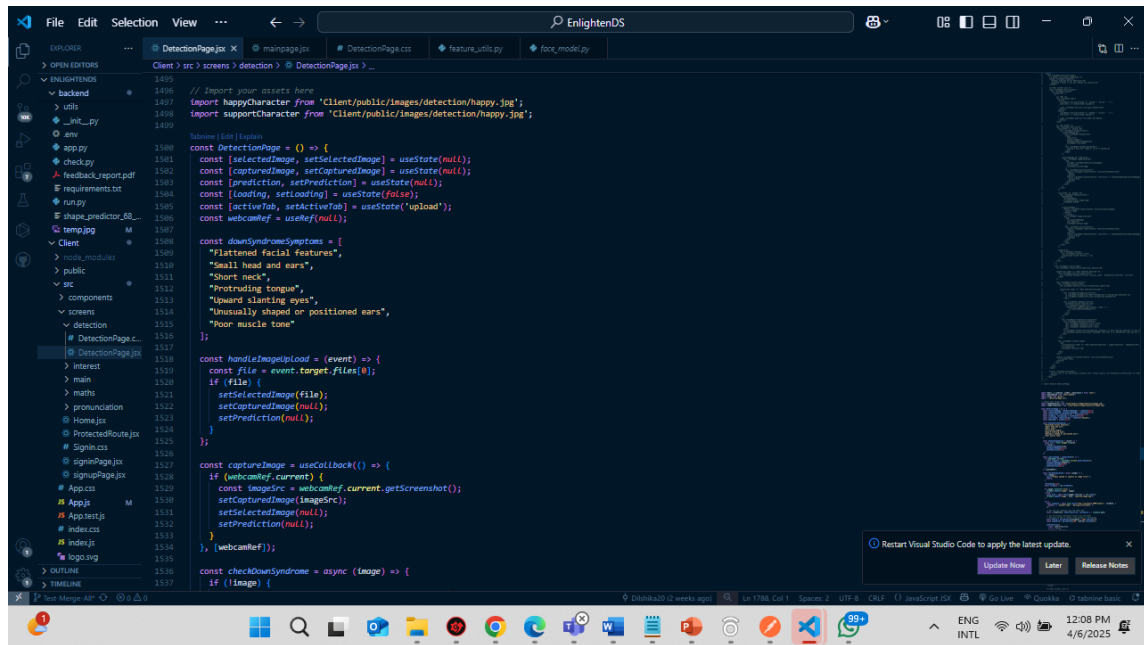 File Edit Selection View ··· ← → EnlightenDS
EXPLORER ···
DetectionPage.jsx × mainpage.jsx # DetectionPage.css feature_utils.py face_model.py
> OPEN EDITORS
Client > src > screens > detection > DetectionPage.jsx > ...
ENLIGHTENDS
backend
> utils
__init__.py
.env
app.py
check.py
feedback_report.pdf
requirements.txt
run.py
shape_predictor_68_...
temp.jpg M
Client
> node_modules
> public
src
> components
screens
detection
# DetectionPage.c...
DetectionPage.jsx
> interest
> main
> maths
> pronunciation
Home.jsx
ProtectedRoute.jsx
# Signin.css
signinPage.jsx
signupPage.jsx
# App.css
JS App.js M
JS App.test.js
# index.css
JS index.js
logo.svg
> OUTLINE
> TIMELINE
10K
1
1495
1496 // Import your assets here
1497 import happyCharacter from 'Client/public/images/detection/happy.jpg';
1498 import supportCharacter from 'Client/public/images/detection/happy.jpg';
1499
Tabnine | Edit | Explain
1500 const DetectionPage = () => {
1501 const [selectedImage, setSelectedImage] = useState(null);
1502 const [capturedImage, setCapturedImage] = useState(null);
1503 const [prediction, setPrediction] = useState(null);
1504 const [loading, setLoading] = useState(false);
1505 const [activeTab, setActiveTab] = useState('upload');
1506 const webcamRef = useRef(null);
1507
1508 const downSyndromeSymptoms = [
1509 "Flattened facial features",
1510 "Small head and ears",
1511 "Short neck",
1512 "Protruding tongue",
1513 "Upward slanting eyes",
1514 "Unusually shaped or positioned ears",
1515 "Poor muscle tone"
1516 ];
1517
1518 const handleImageUpload = (event) => {
1519 const file = event.target.files[0];
1520 if (file) {
1521 setSelectedImage(file);
1522 setCapturedImage(null);
1523 setPrediction(null);
1524 }
1525 };
1526
1527 const captureImage = useCallback(() => {
1528 if (webcamRef.current) {
1529 const imageSrc = webcamRef.current.getScreenshot();
1530 setCapturedImage(imageSrc);
1531 setSelectedImage(null);
1532 setPrediction(null);
1533 }
1534 }, [webcamRef]);
1535
1536 const checkDownSyndrome = async (image) => {
1537 if (!image) {
Restart Visual Studio Code to apply the latest update. ×
Update Now Later Release Notes
Test-Merge-All* 0 0 Dilshika20 (2 weeks ago) Ln 1788, Col 1 Spaces: 2 UTF-8 CRLF {} JavaScript JSX Go Live Quokka tabnine basic
1
99+
ENG
INTL
12:08 PM
4/6/2025